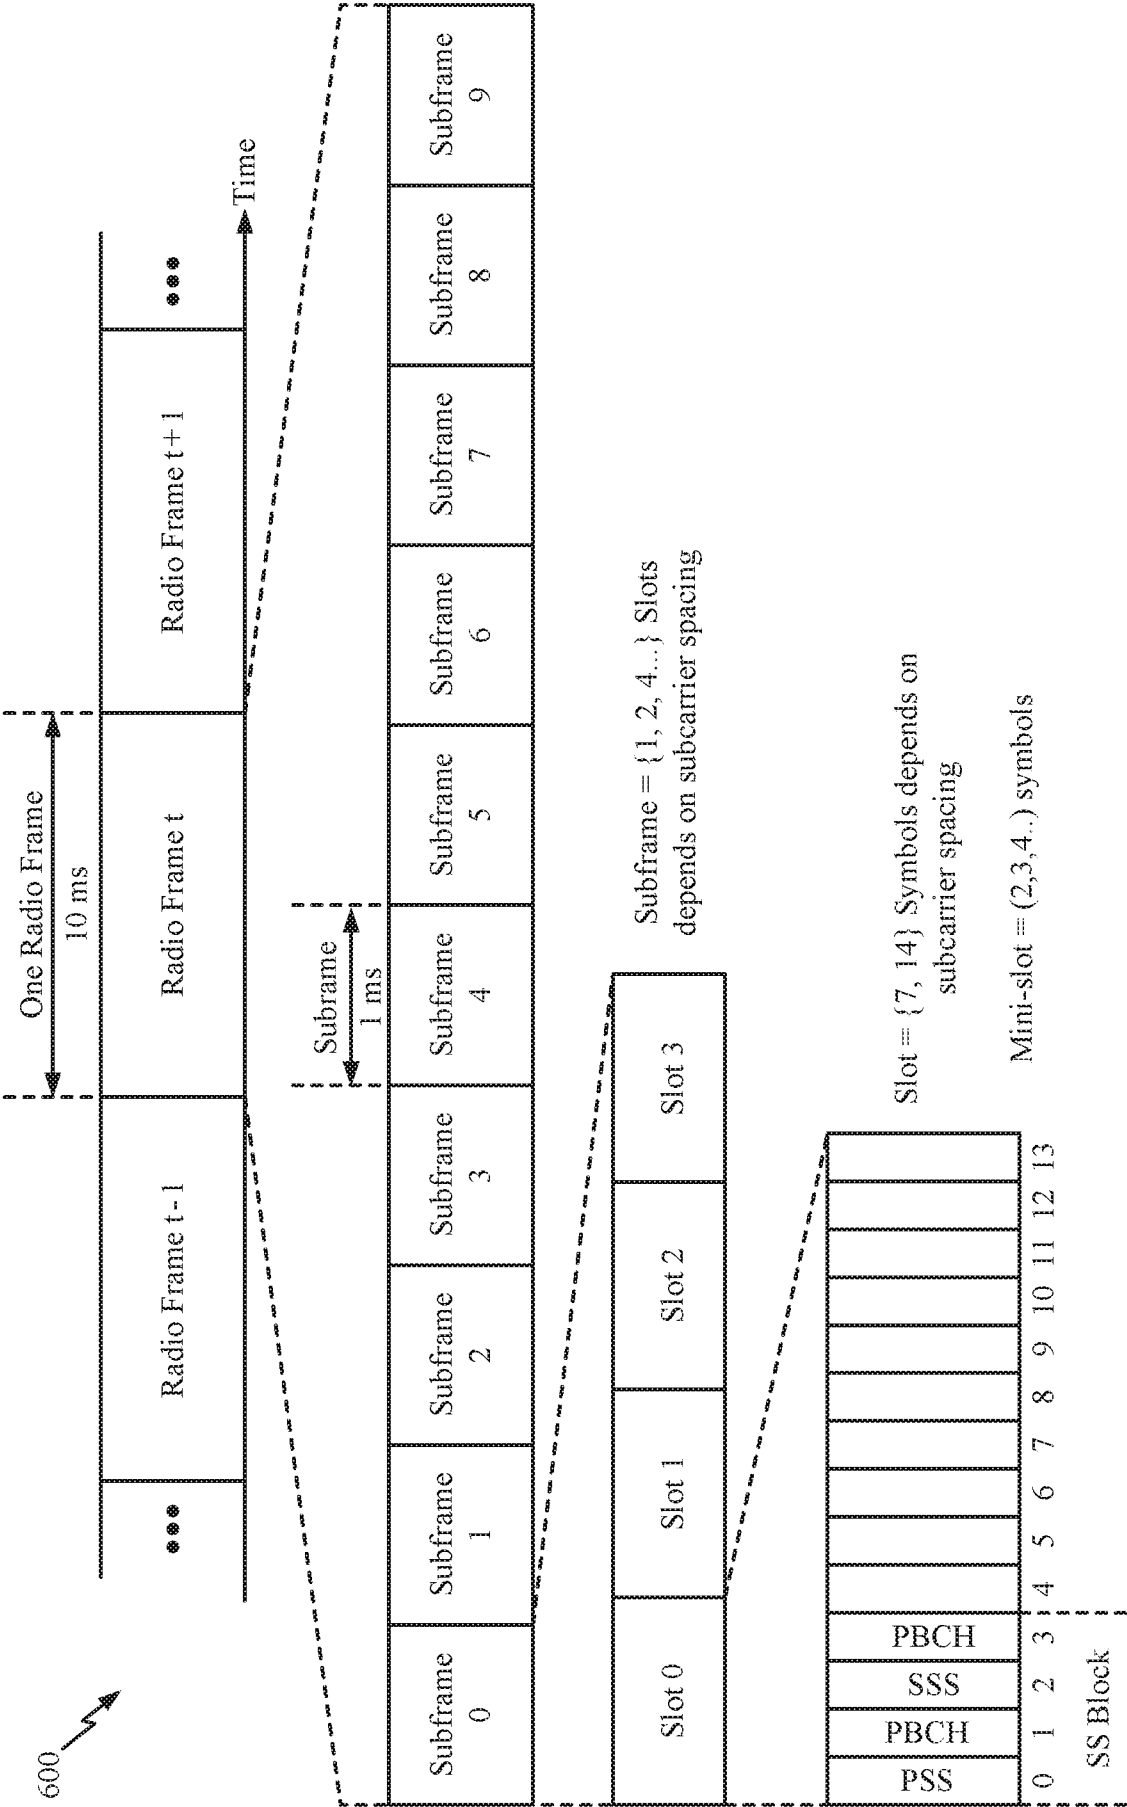 600
One Radio Frame
10 ms
••• Radio Frame t-1 Radio Frame t Radio Frame t+1 •••
Time
Subrame
1 ms
Subframe 0 Subframe 1 Subframe 2 Subframe 3 Subframe 4 Subframe 5 Subframe 6 Subframe 7 Subframe 8 Subframe 9
Slot 0 Slot 1 Slot 2 Slot 3
Subframe = {1, 2, 4...} Slots
depends on subcarrier spacing
PSS PBCH SSS PBCH
Slot = {7, 14} Symbols depends on
subcarrier spacing
0 1 2 3 4 5 6 7 8 9 10 11 12 13
Mini-slot = (2,3,4..) symbols
SS Block